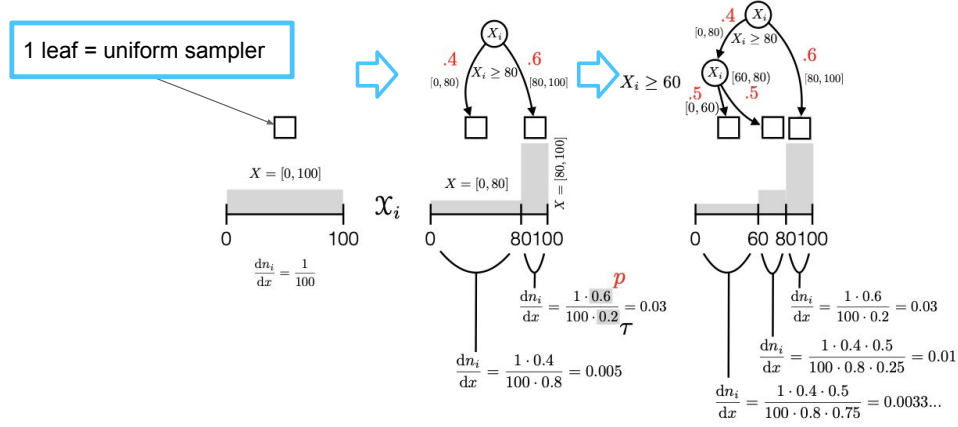 1 leaf = uniform sampler
X = [0, 100]
0 100
dn_i/dx = 1/100
𝒳_i
X_i
.4 .6
[0, 80) X_i ≥ 80 [80,100]
X = [0, 80)
X = [80, 100]
0 80 100
dn_i/dx = 1 · 0.6 / 100 · 0.2 = 0.03
p
τ
dn_i/dx = 1 · 0.4 / 100 · 0.8 = 0.005
X_i
.4
[0, 80) X_i ≥ 80
.6
[80,100]
X_i ≥ 60
X_i [60, 80)
.5 .5
[0, 60)
0 60 80 100
dn_i/dx = 1 · 0.6 / 100 · 0.2 = 0.03
dn_i/dx = 1 · 0.4 · 0.5 / 100 · 0.8 · 0.25 = 0.01
dn_i/dx = 1 · 0.4 · 0.5 / 100 · 0.8 · 0.75 = 0.0033...